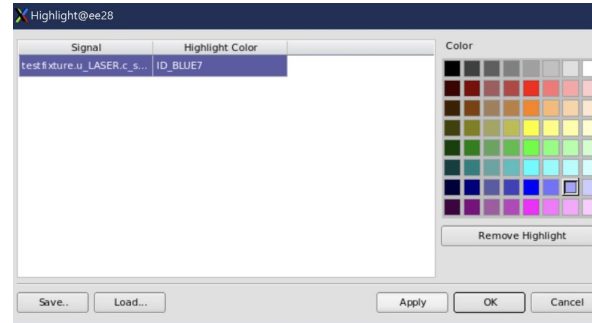 Highlight@ee28
Signal Highlight Color Color
testfixture.u_LASER.c_s... ID_BLUE7
Remove Highlight
Save.. Load... Apply OK Cancel